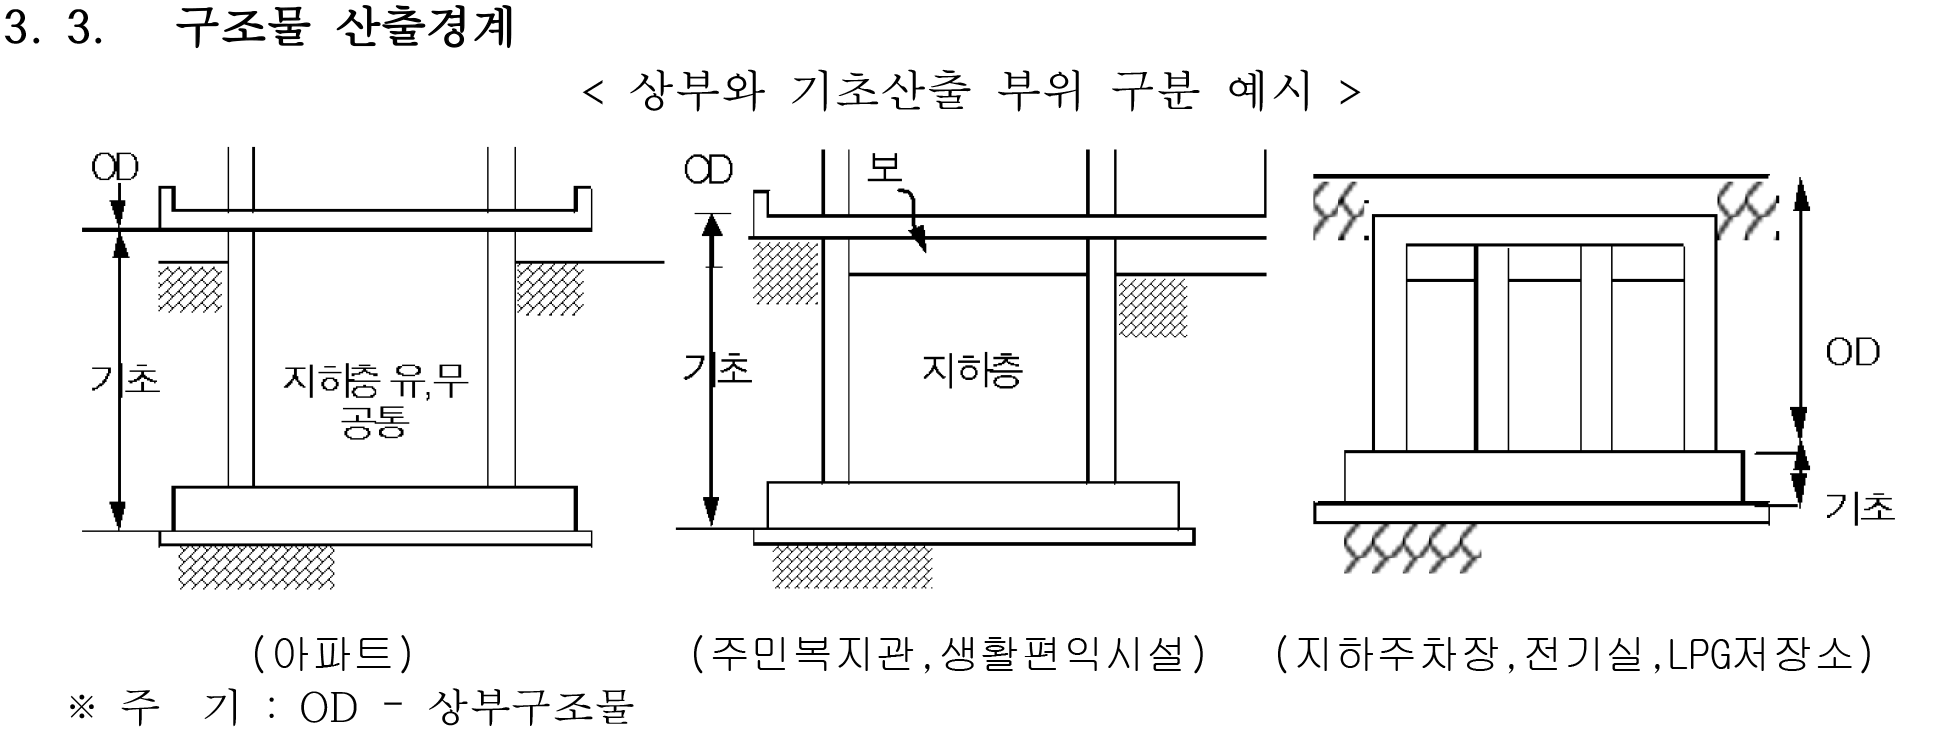 3. 3. 구조물 산출경계
< 상부와 기초산출 부위 구분 예시 >
OD
기초
지하층 유,무
공통
OD
보
기초
지하층
OD
기초
(아파트)
(주민복지관,생활편익시설)
(지하주차장,전기실,LPG저장소)
※ 주 기 : OD - 상부구조물